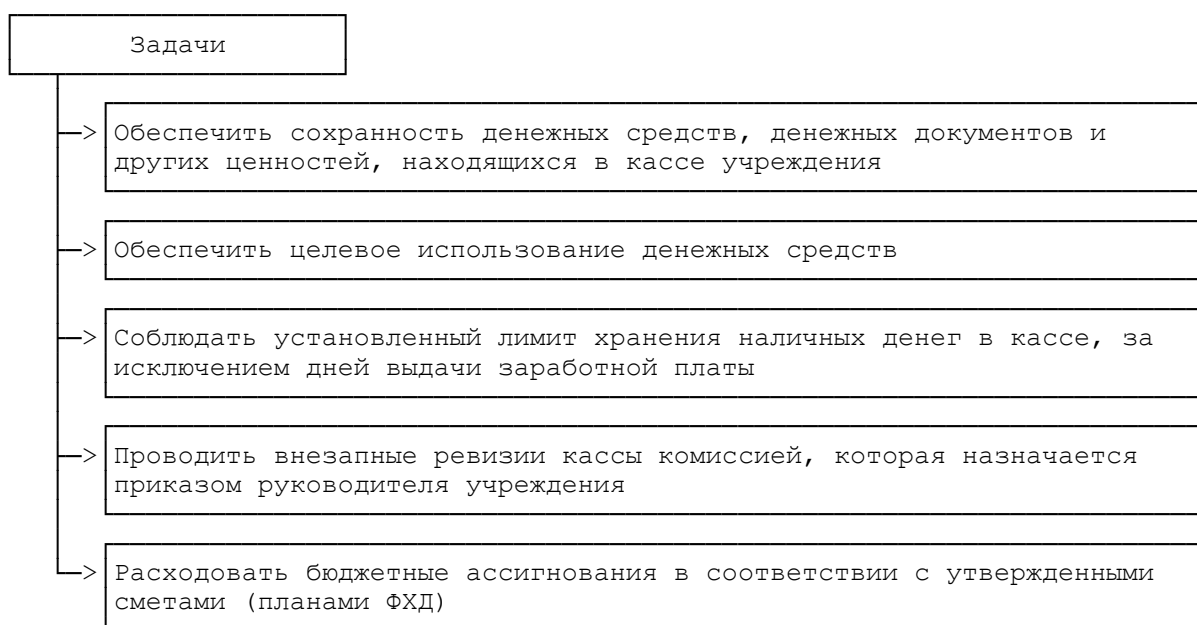 Задачи
Обеспечить сохранность денежных средств, денежных документов и
других ценностей, находящихся в кассе учреждения
Обеспечить целевое использование денежных средств
Соблюдать установленный лимит хранения наличных денег в кассе, за
исключением дней выдачи заработной платы
Проводить внезапные ревизии кассы комиссией, которая назначается
приказом руководителя учреждения
Расходовать бюджетные ассигнования в соответствии с утвержденными
сметами (планами ФХД)